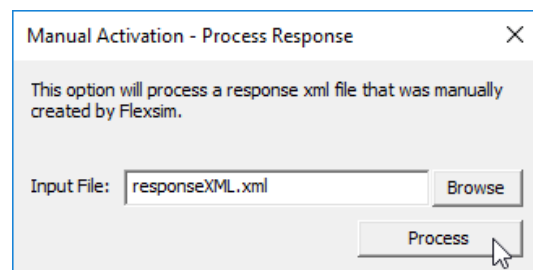 Manual Activation - Process Response
This option will process a response xml file that was manually
created by Flexsim.
Input File: responseXML.xml Browse
Process